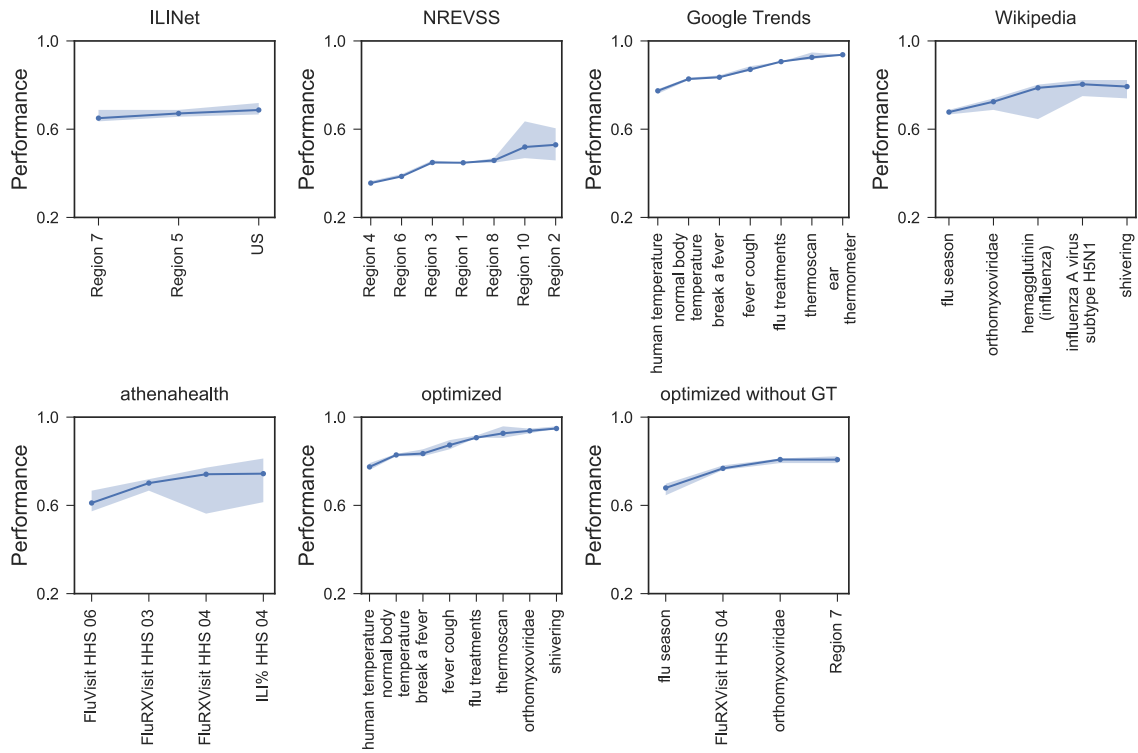 ILINet
NREVSS
Google Trends
Wikipedia
1.0
0.6
0.2
Performance
Region 7
Region 5
US
1.0
0.6
0.2
Performance
Region 4
Region 6
Region 3
Region 1
Region 8
Region 10
Region 2
1.0
0.6
0.2
Performance
human temperature
normal body
temperature
break a fever
fever cough
flu treatments
thermoscan
ear
thermometer
1.0
0.6
0.2
Performance
flu season
orthomyxoviridae
hemagglutinin
(influenza)
influenza A virus
subtype H5N1
shivering
athenahealth
optimized
optimized without GT
1.0
0.6
0.2
Performance
FluVisit HHS 06
FluRXVisit HHS 03
FluRXVisit HHS 04
ILI% HHS 04
1.0
0.6
0.2
Performance
human temperature
normal body
temperature
break a fever
fever cough
flu treatments
thermoscan
orthomyxoviridae
shivering
1.0
0.6
0.2
Performance
flu season
FluRXVisit HHS 04
orthomyxoviridae
Region 7